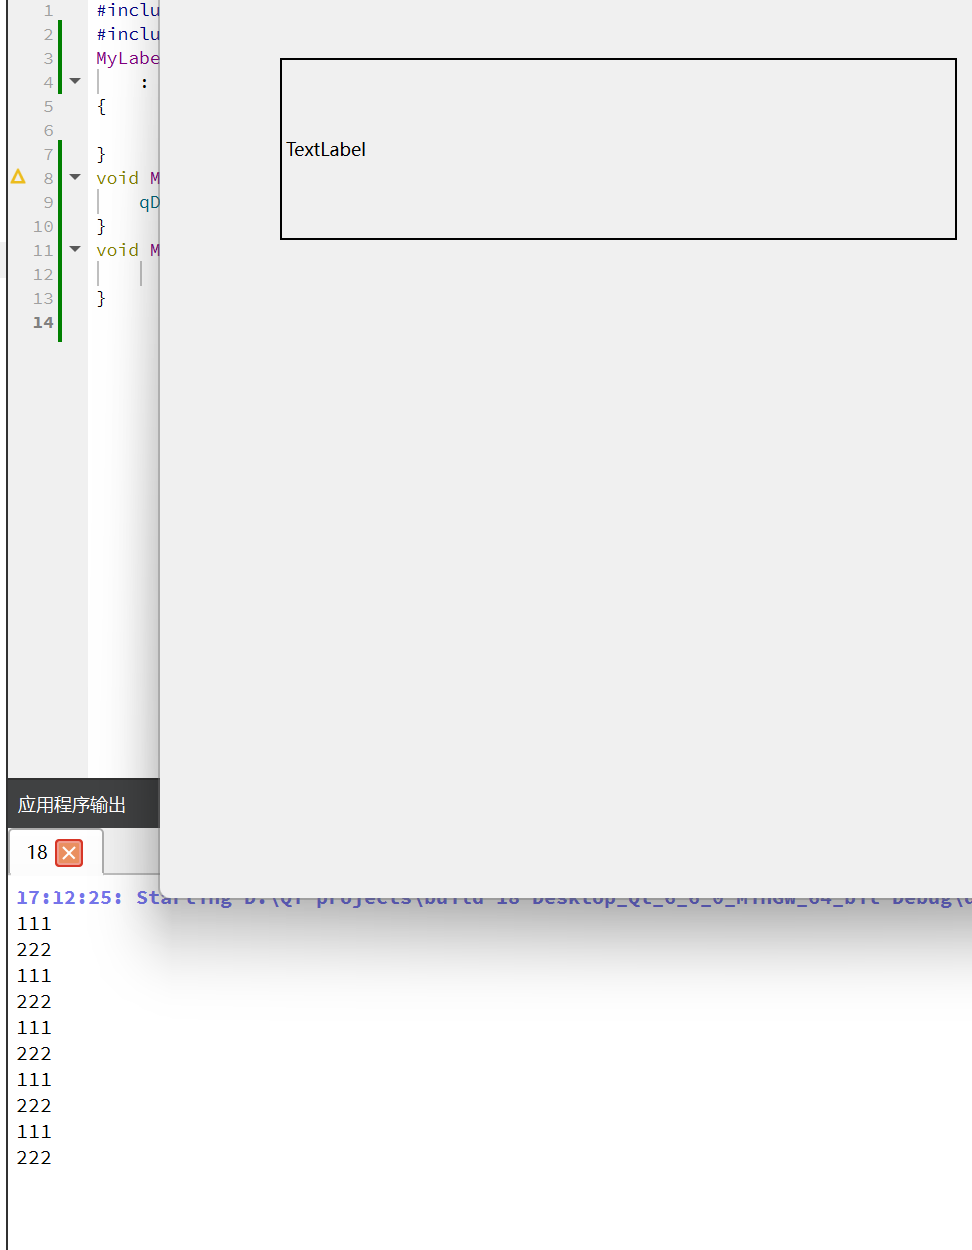 1 #inclu
2 #inclu
3 MyLabe
4 :
5 {
6
7 }
8 void M
9 qD
10 }
11 void M
12
13 }
14
TextLabel
应用程序输出
18
17:12:25: Starting D:\QT projects\build-18-Desktop_Qt_6_6_0_MinGW_64_bit-Debug\
111
222
111
222
111
222
111
222
111
222